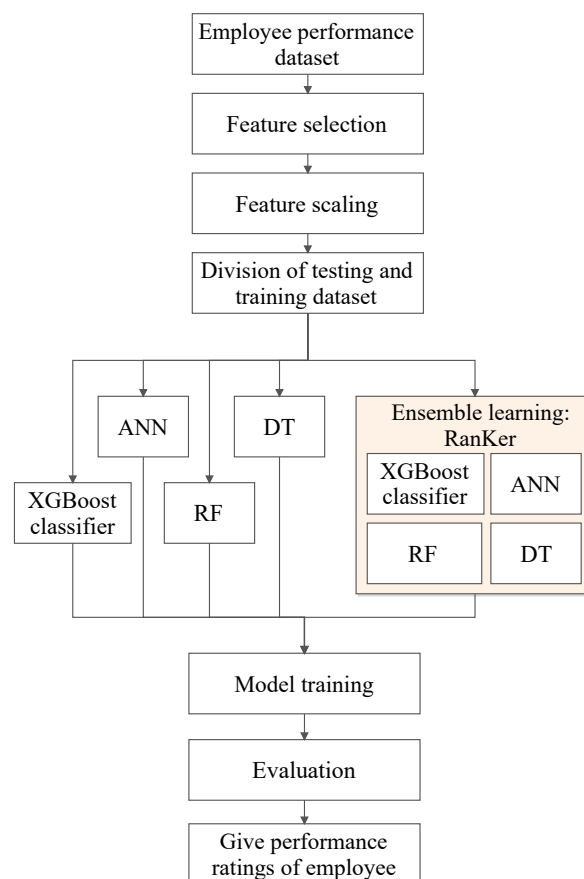 Employee performance
dataset
Feature selection
Feature scaling
Division of testing and
training dataset
ANN
DT
XGBoost
classifier
RF
Ensemble learning:
RanKer
XGBoost
classifier
ANN
RF
DT
Model training
Evaluation
Give performance
ratings of employee